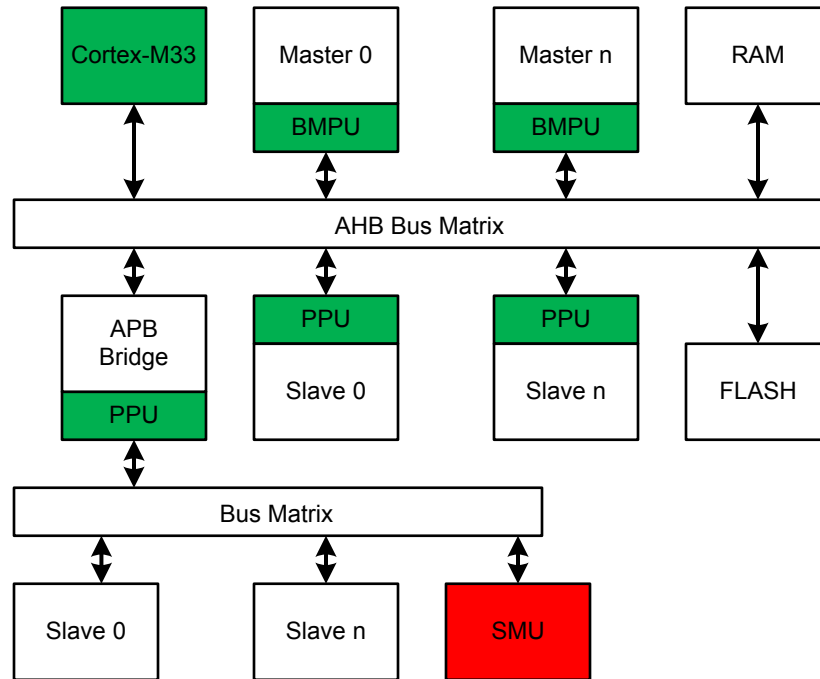 Cortex-M33
Master 0
BMPU
Master n
BMPU
RAM
AHB Bus Matrix
APB
Bridge
PPU
PPU
Slave 0
PPU
Slave n
FLASH
Bus Matrix
Slave 0
Slave n
SMU